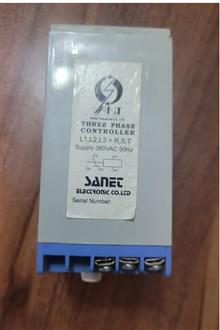 THREE PHASE
CONTROLLER
L1,L2,L3 = R,S,T
Supply 380VAC 50Hz
SANET
ELECTRONIC CO.LTD
Serial Number: